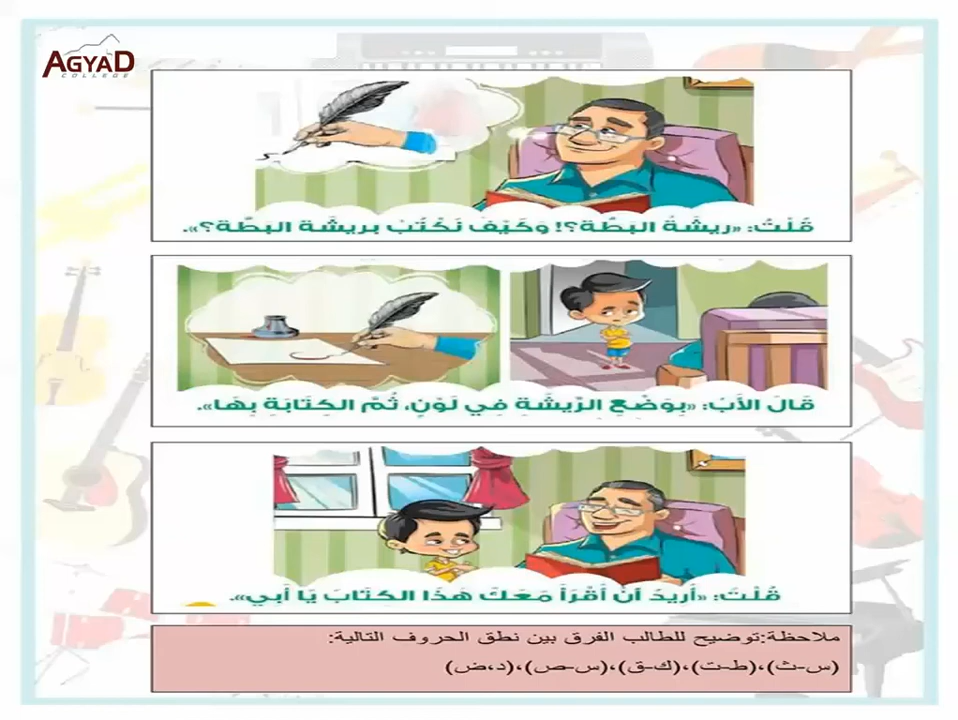 AGYAD
COLLEGE
قُلْتُ: «رِيشَةُ البَطَّة؟! وَكَيْفَ نَكْتُبُ بِرِيشَة البَطَّة؟».
قَالَ الأَبُ: «بِوَضْعِ الرِّيشَةِ فِي لَوْنٍ، ثُمَّ الكِتَابَةِ بِهَا».
قُلْتُ: «أُرِيدُ أَنْ أَقْرَأَ مَعَكَ هَذَا الكِتَابَ يَا أَبِي».
ملاحظة:توضيح للطالب الفرق بين نطق الحروف التالية:
(س-ث)،(ط-ت)،(ك-ق)،(س-ص)،(د،ض)